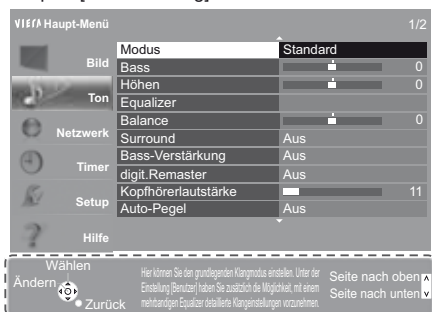 VIErA Haupt-Menü 1/2
Bild
Ton
Netzwerk
Timer
Setup
Hilfe
Modus Standard
Bass 0
Höhen 0
Equalizer
Balance 0
Surround Aus
Bass-Verstärkung Aus
digit.Remaster Aus
Kopfhörerlautstärke 11
Auto-Pegel Aus
Wählen
Ändern
Zurück
Hier können Sie den grundlegenden Klangmodus einstellen. Unter der
Einstellung [Benutzer] haben Sie zusätzlich die Möglichkeit, mit einem
mehrbandigen Equalizer detaillierte Klangeinstellungen vorzunehmen.
Seite nach oben
Seite nach unten